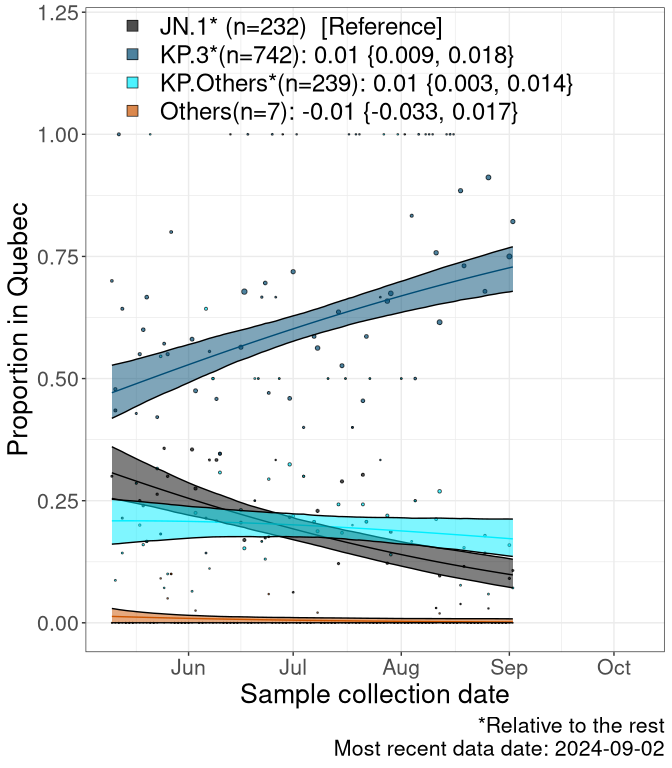 JN.1* (n=232)  [Reference]
KP.3*(n=742): 0.01 {0.009, 0.018}
KP.Others*(n=239): 0.01 {0.003, 0.014}
Others(n=7): -0.01 {-0.033, 0.017}
1.25
1.00
0.75
0.50
0.25
0.00
Proportion in Quebec
Jun Jul Aug Sep Oct
Sample collection date
*Relative to the rest
Most recent data date: 2024-09-02